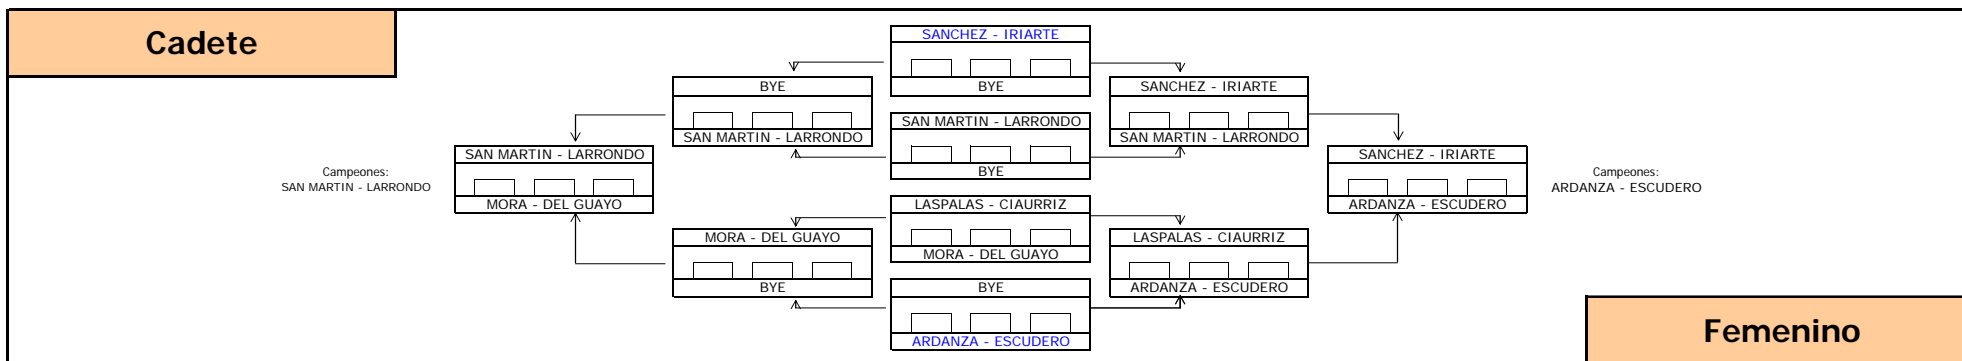 Cadete
SANCHEZ - IRIARTE
BYE
BYE
SAN MARTIN - LARRONDO
SANCHEZ - IRIARTE
SAN MARTIN - LARRONDO
SAN MARTIN - LARRONDO
BYE
Campeones:
SAN MARTIN - LARRONDO
SAN MARTIN - LARRONDO
MORA - DEL GUAYO
SANCHEZ - IRIARTE
ARDANZA - ESCUDERO
Campeones:
ARDANZA - ESCUDERO
LASPALAS - CIAURRIZ
MORA - DEL GUAYO
MORA - DEL GUAYO
BYE
LASPALAS - CIAURRIZ
ARDANZA - ESCUDERO
BYE
ARDANZA - ESCUDERO
Femenino